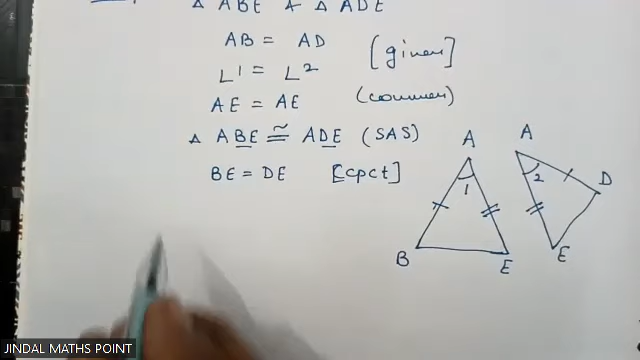 △ ABE & △ ADE
AB = AD [given]
∠1 = ∠2
AE = AE (common)
△ ABE ≅ ADE (SAS)
BE = DE [cpct]
A
1
B
E
A
2
D
E
JINDAL MATHS POINT